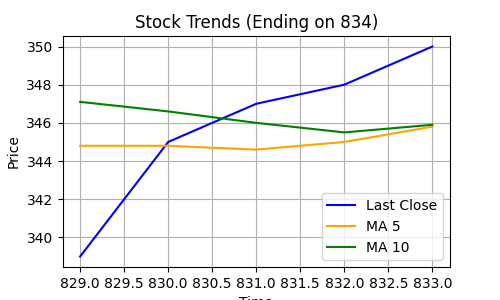 Stock Trends (Ending on 834)
350
348
346
344
342
340
Price
Last Close
MA 5
MA 10
829.0 829.5 830.0 830.5 831.0 831.5 832.0 832.5 833.0
Time